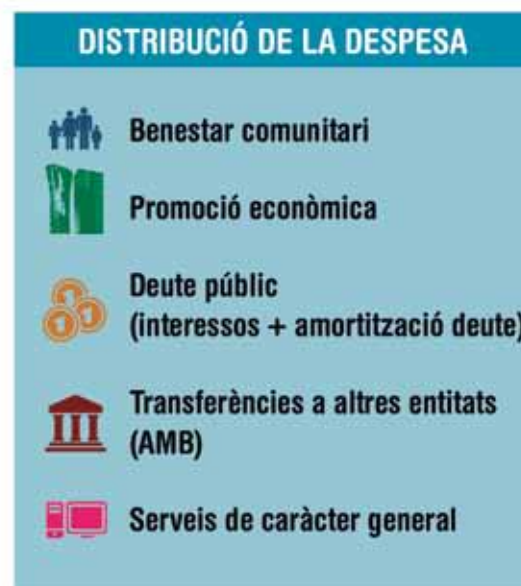 DISTRIBUCIÓ DE LA DESPESA
Benestar comunitari
Promoció econòmica
Deute públic
(interessos + amortització deute)
Transferències a altres entitats
(AMB)
Serveis de caràcter general